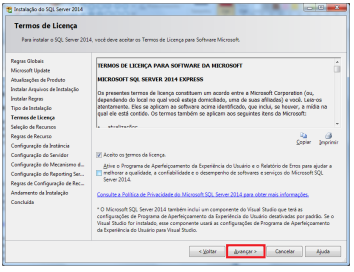 Instalação do SQL Server 2014
Termos de Licença
Para instalar o SQL Server 2014, você deve aceitar os Termos de Licença para Software Microsoft.
Regras Globais
Microsoft Update
Atualizações de Produto
Instalar Arquivos de Instalação
Instalar Regras
Tipo de Instalação
Termos de Licença
Seleção de Recursos
Regras de Recurso
Configuração da Instância
Configuração do Servidor
Configuração do Mecanismo d...
Configuração do Reporting Ser...
Regras de Configuração de Rec...
Andamento da Instalação
Concluída
TERMOS DE LICENÇA PARA SOFTWARE DA MICROSOFT
MICROSOFT SQL SERVER 2014 EXPRESS
Os presentes termos de licença constituem um acordo entre a Microsoft Corporation (ou,
dependendo do local no qual você esteja domiciliado, uma de suas afiliadas) e você. Leia-os
atentamente. Eles se aplicam ao software acima identificado, que inclui, se houver, a mídia na
qual ele está contido. Os termos também se aplicam aos seguintes itens da Microsoft:
atualizações
Copiar
Imprimir
Aceito os termos da licença.
Ative o Programa de Aperfeiçoamento da Experiência do Usuário e o Relatório de Erros para ajudar a
melhorar a qualidade, a confiabilidade e o desempenho de softwares e serviços do Microsoft SQL
Server 2014.
Consulte a Política de Privacidade do Microsoft SQL Server 2014 para obter mais informações.
* O Microsoft SQL Server 2014 também inclui um componente do Visual Studio que terá as
configurações de Programa de Aperfeiçoamento da Experiência do Usuário desativadas por padrão. Se o
Visual Studio for instalado, esse componente usará as configurações de Programa de Aperfeiçoamento
da Experiência do Usuário para Visual Studio.
< Voltar
Avançar >
Cancelar
Ajuda